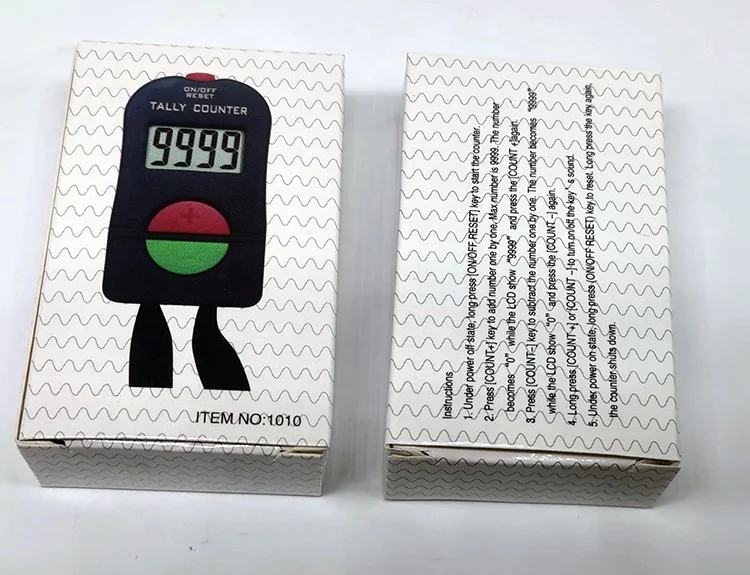 ON/OFF
RESET
TALLY COUNTER
9999
+
ITEM NO:1010
Instructions
1. Under power off state, long press [ON/OFF.RESET] key to start the counter.
2. Press [COUNT+] key to add number one by one, Max number is 9999. The number
becomes “0” while the LCD show “9999” and press the [COUNT +]again.
3. Press [COUNT-] key to subtract the number one by one. The number becomes “9999”
while the LCD show “0” and press the [COUNT -] again.
4. Long press [COUNT +] or [COUNT -] to turn on/off the key’ s sound.
5. Under power on state, long press [ON/OFF.RESET] key to reset. Long press the key again,
the counter shuts down.